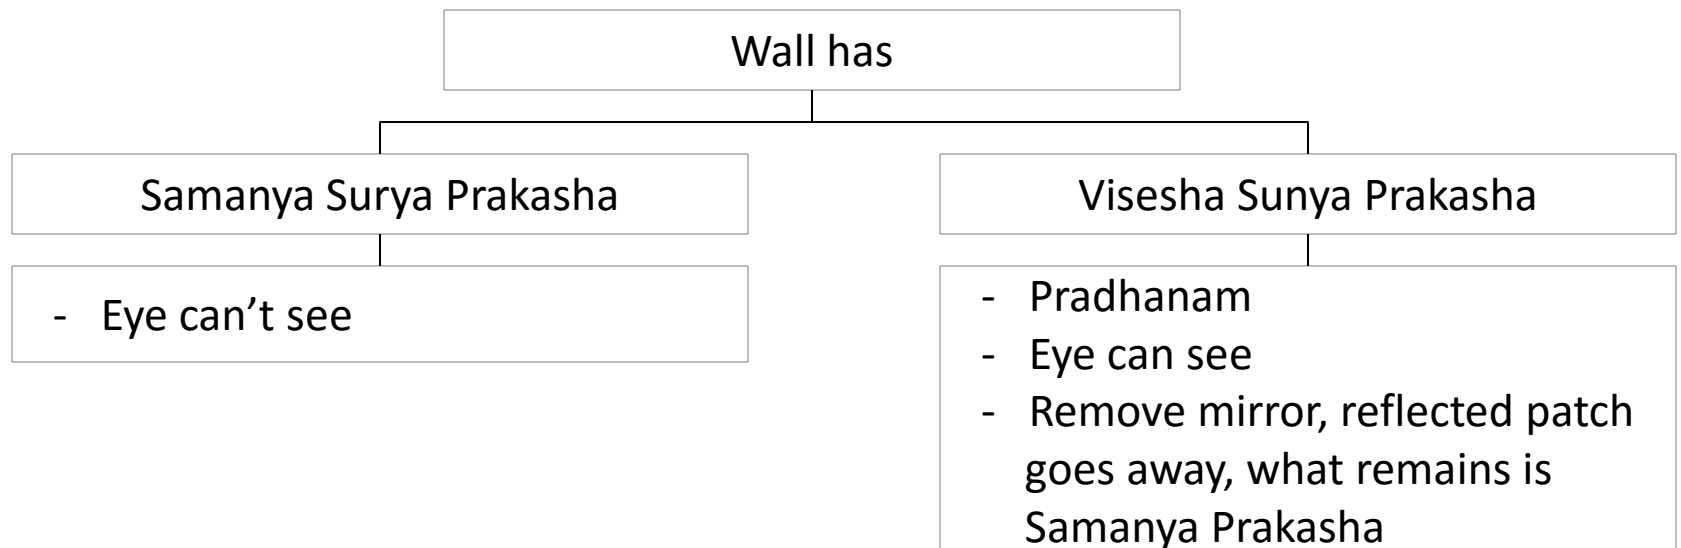 Wall has
Samanya Surya Prakasha
Visesha Sunya Prakasha
- Eye can’t see
- Pradhanam
- Eye can see
- Remove mirror, reflected patch
goes away, what remains is
Samanya Prakasha